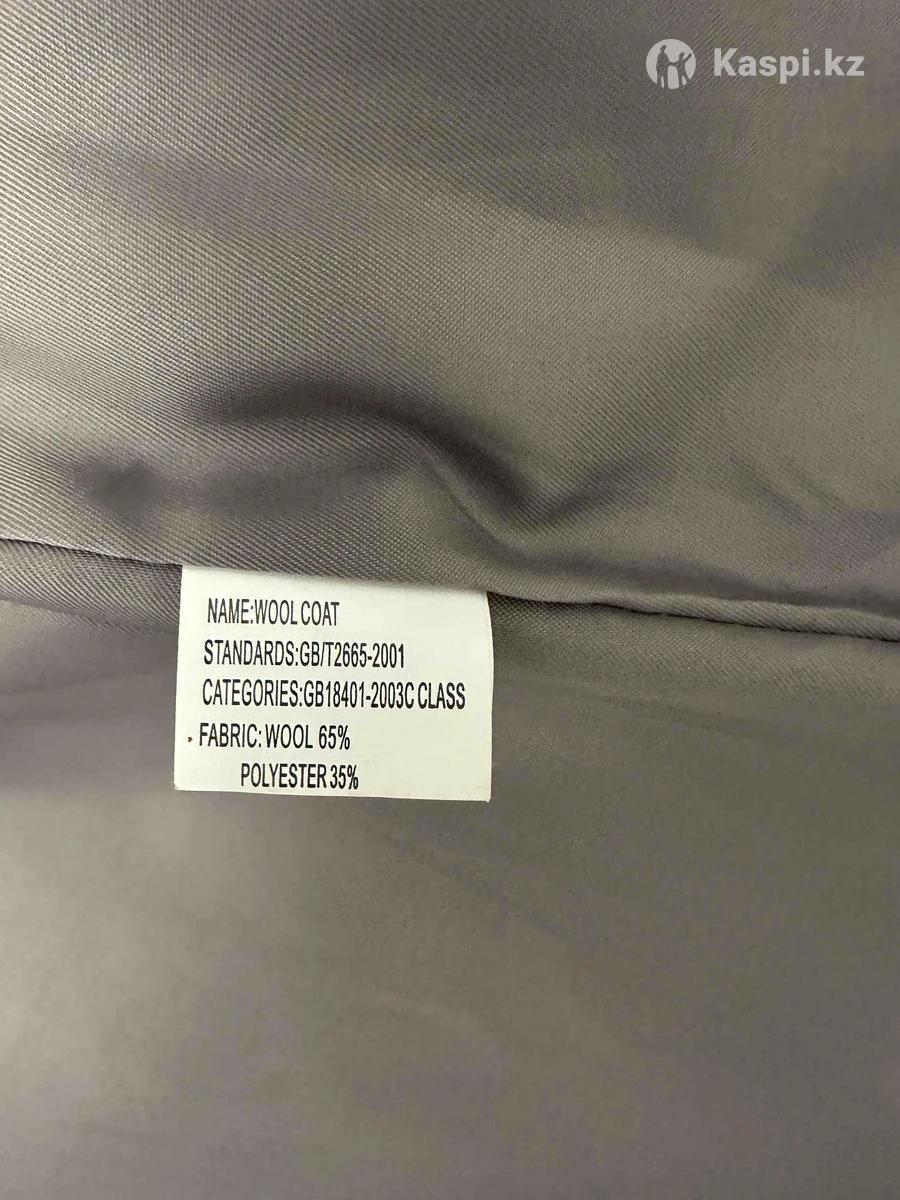 Kaspi.kz
NAME:WOOL COAT
STANDARDS:GB/T2665-2001
CATEGORIES:GB18401-2003C CLASS
FABRIC: WOOL 65%
POLYESTER 35%